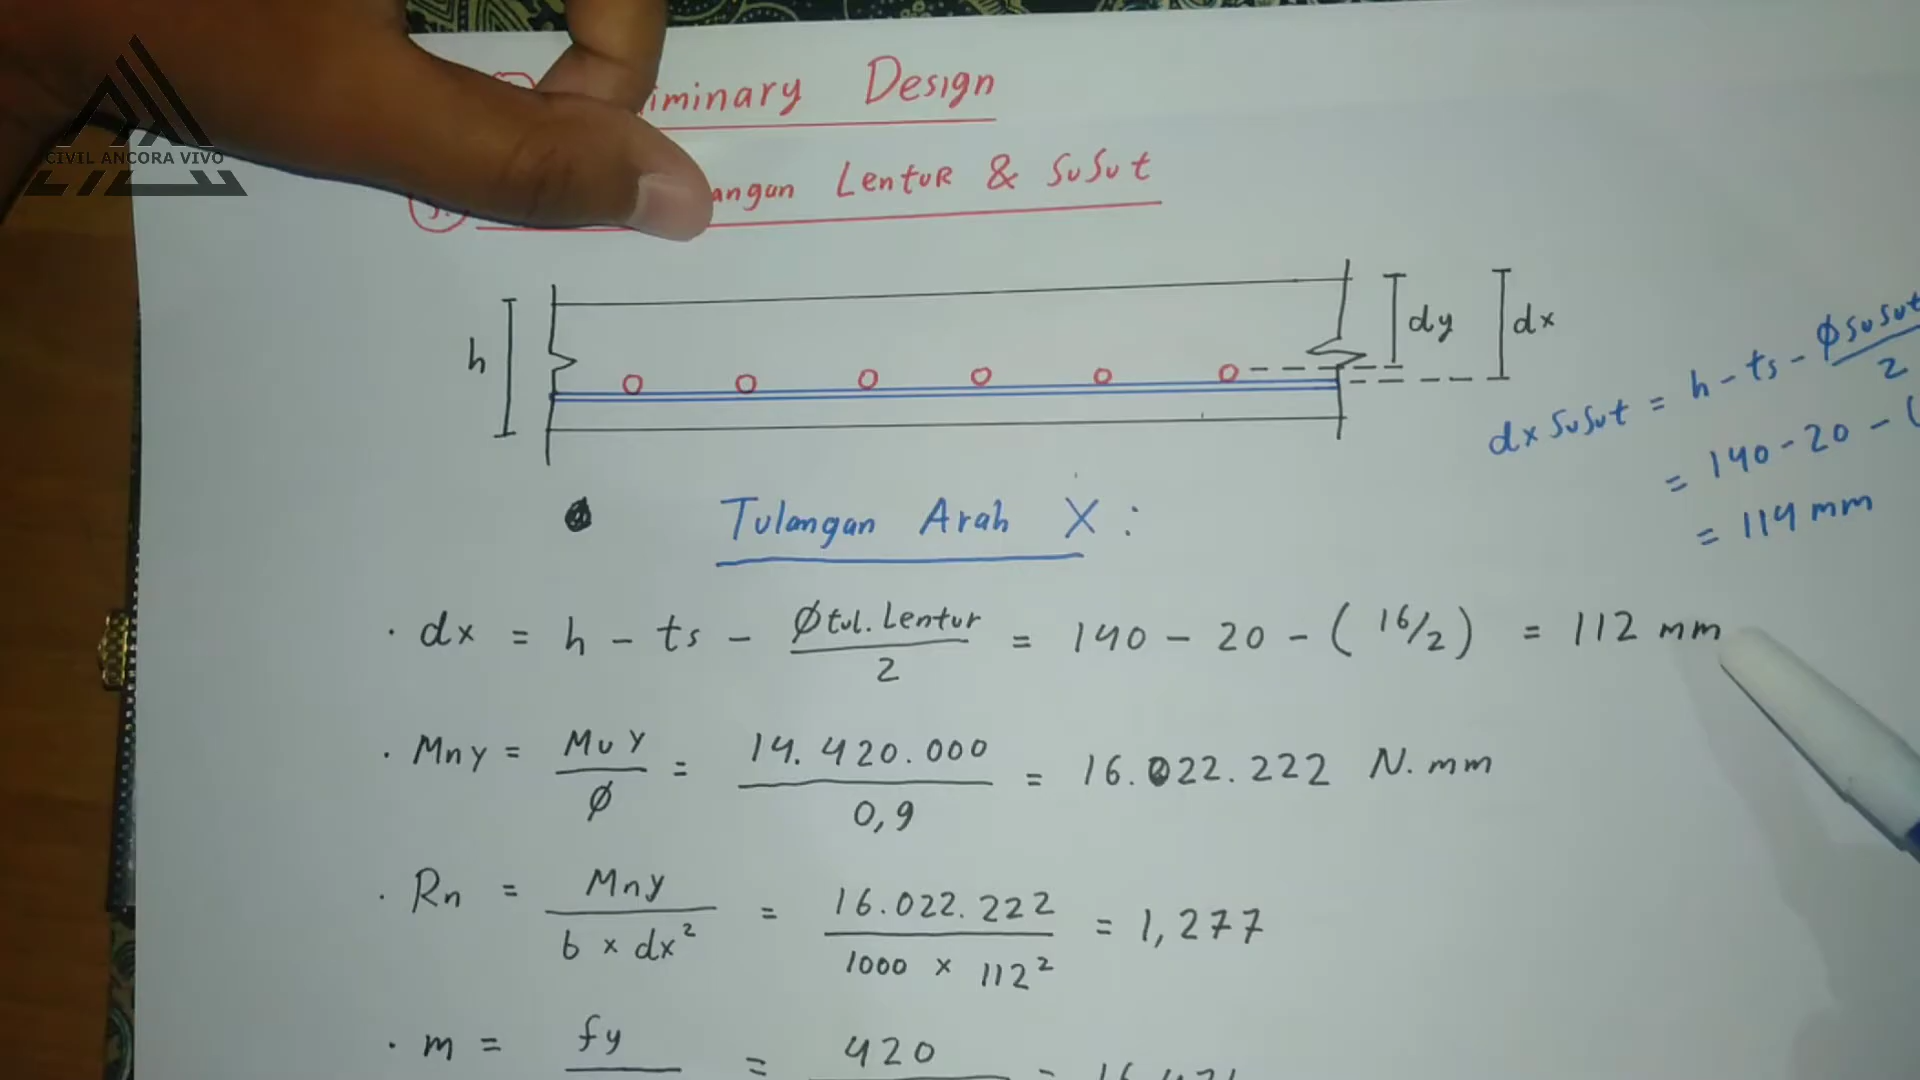 CIVIL ANCORA VIVO
iminary Design
angan Lentur & Susut
h
dy
dx
dx susut = h - ts - Øsusut/2
= 140 - 20 - (
= 114 mm
Tulangan Arah X :
· dx = h - ts - Øtul. Lentur/2 = 140 - 20 - ( 16/2 ) = 112 mm
· Mny = Muy/Ø = 14.420.000/0,9 = 16.022.222 N.mm
· Rn = Mny/b x dx² = 16.022.222/1000 x 112² = 1,277
· m = fy = 420 =